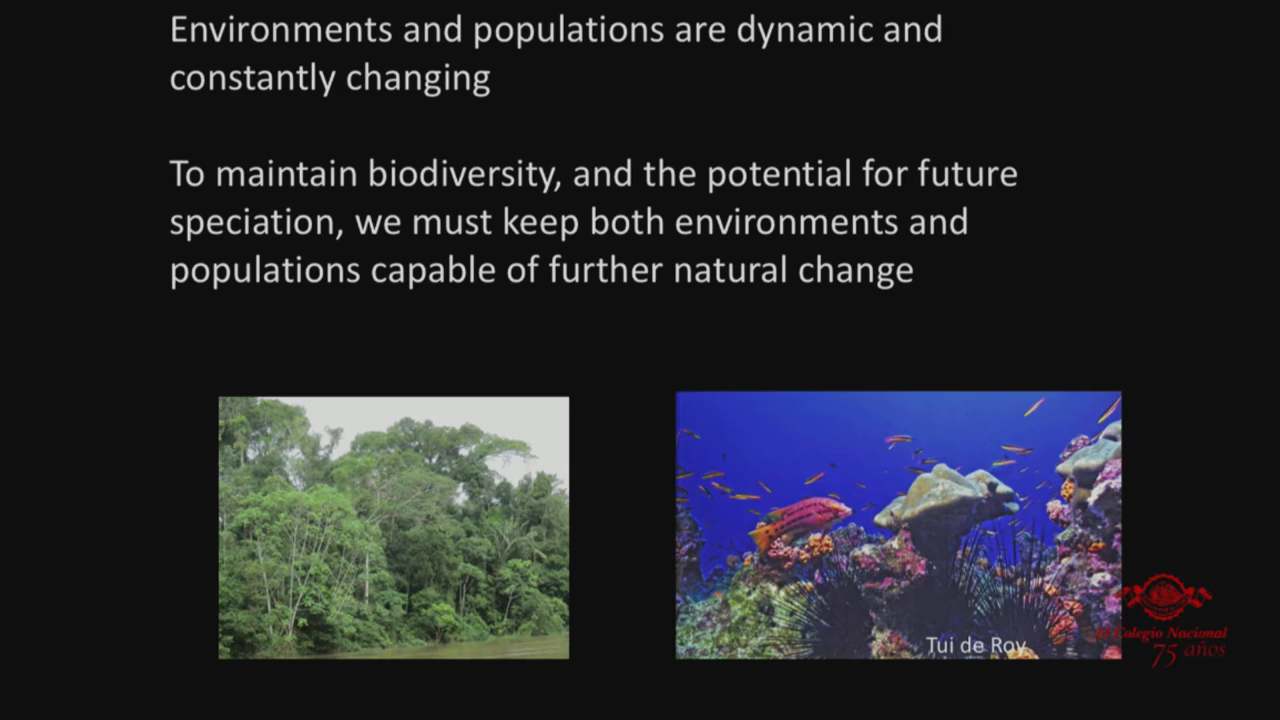 Environments and populations are dynamic and
constantly changing
To maintain biodiversity, and the potential for future
speciation, we must keep both environments and
populations capable of further natural change
Tui de Roy
El Colegio Nacional
75 años